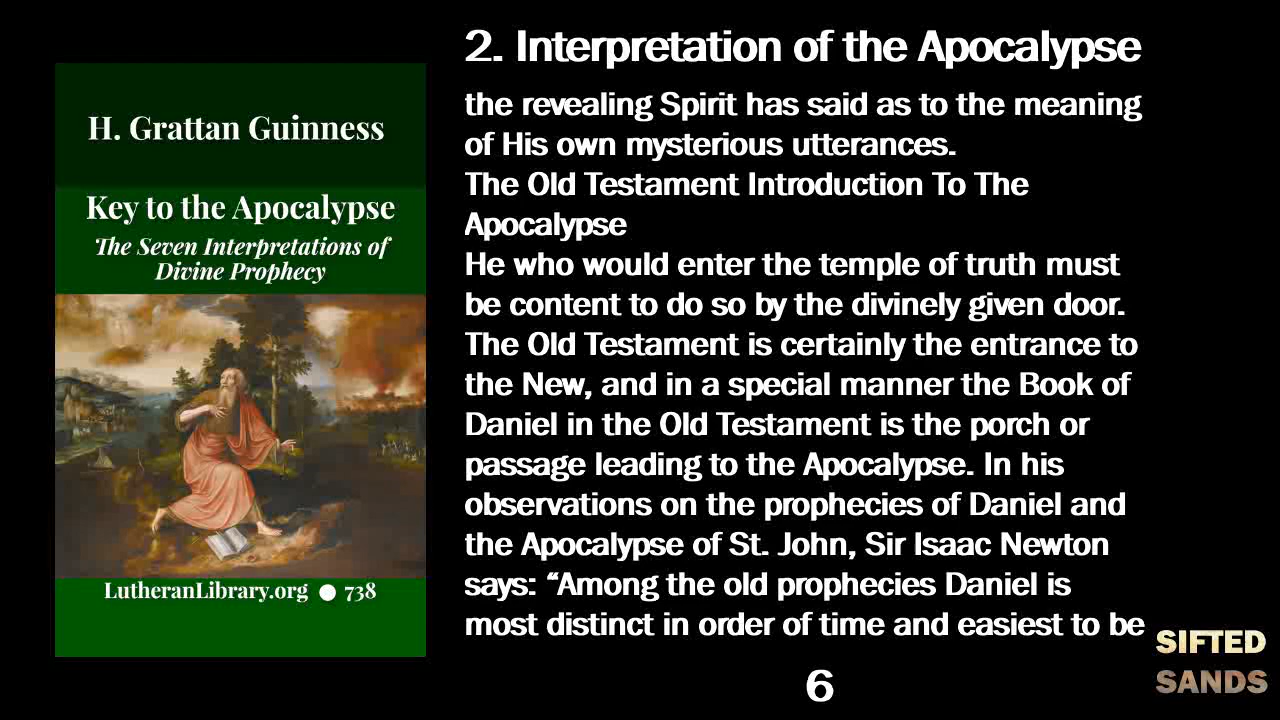 H. Grattan Guinness
Key to the Apocalypse
The Seven Interpretations of
Divine Prophecy
LutheranLibrary.org ● 738
2. Interpretation of the Apocalypse
the revealing Spirit has said as to the meaning
of His own mysterious utterances.
The Old Testament Introduction To The
Apocalypse
He who would enter the temple of truth must
be content to do so by the divinely given door.
The Old Testament is certainly the entrance to
the New, and in a special manner the Book of
Daniel in the Old Testament is the porch or
passage leading to the Apocalypse. In his
observations on the prophecies of Daniel and
the Apocalypse of St. John, Sir Isaac Newton
says: “Among the old prophecies Daniel is
most distinct in order of time and easiest to be
6
SIFTED
SANDS